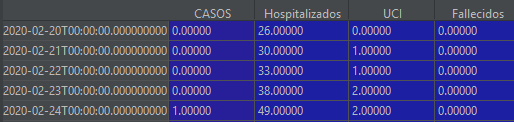 CASOS Hospitalizados UCI Fallecidos
2020-02-20T00:00:00.000000000 0.00000 26.00000 0.00000 0.00000
2020-02-21T00:00:00.000000000 0.00000 30.00000 1.00000 0.00000
2020-02-22T00:00:00.000000000 0.00000 33.00000 1.00000 0.00000
2020-02-23T00:00:00.000000000 0.00000 38.00000 2.00000 0.00000
2020-02-24T00:00:00.000000000 1.00000 49.00000 2.00000 0.00000